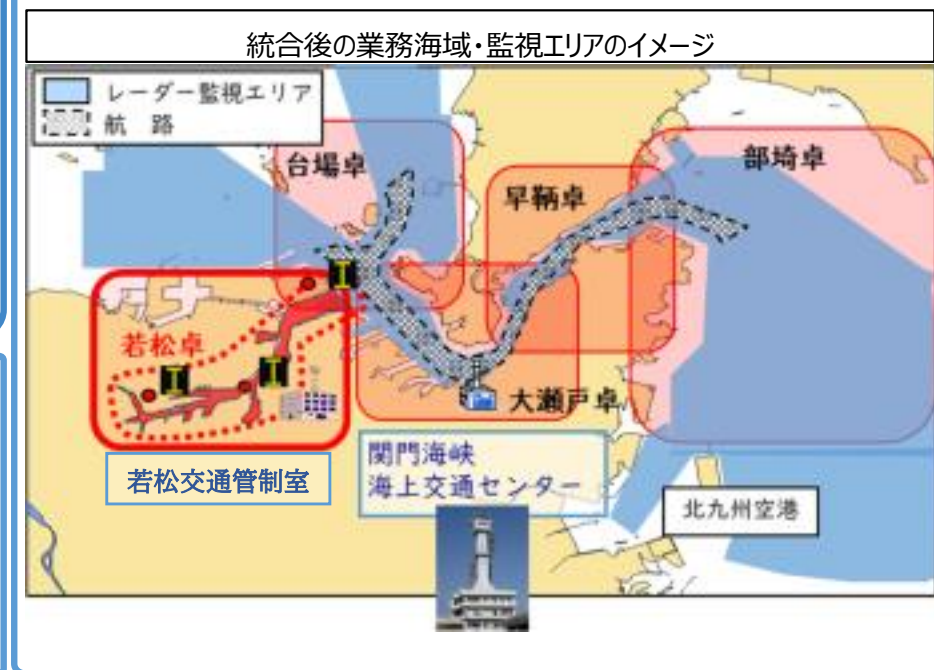 統合後の業務海域・監視エリアのイメージ
レーダー監視エリア
航 路
台場卓
早鞆卓
部埼卓
若松卓
大瀬戸卓
若松交通管制室
関門海峡
海上交通センター
北九州空港